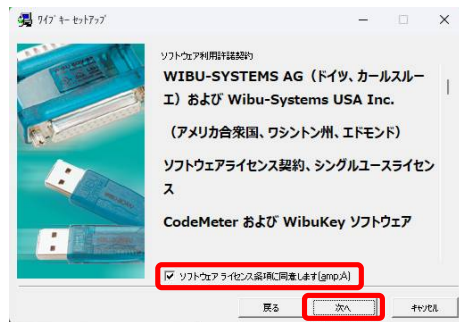 ワイブ キー セットアップ
ソフトウェア利用許諾契約
WIBU-SYSTEMS AG（ドイツ、カールスルー
エ）および Wibu-Systems USA Inc.
（アメリカ合衆国、ワシントン州、エドモンド）
ソフトウェアライセンス契約、シングルユースライセン
ス
CodeMeter および WibuKey ソフトウェア
ソフトウェア ライセンス条項に同意します(gmp;A)
戻る
次へ
キャンセル